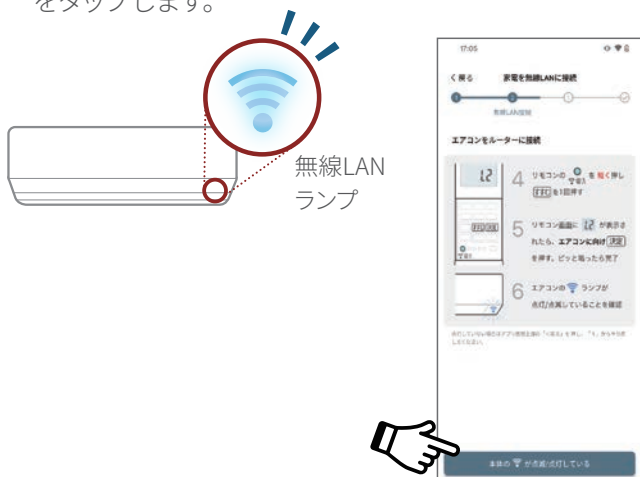 をタップします。
無線LAN
ランプ
17:05
く 戻る 家電を無線LANに接続
無線LAN設定
エアコンをルーターに接続
12
4 リモコンの を 軽く押し
すすむ を1回押す
5 リモコン画面に 12 が表示さ
れたら、エアコンに向け 決定
を押す。ピッと鳴ったら完了
6 エアコンの ランプが
点灯/点滅していることを確認
本体の が点滅/点灯している